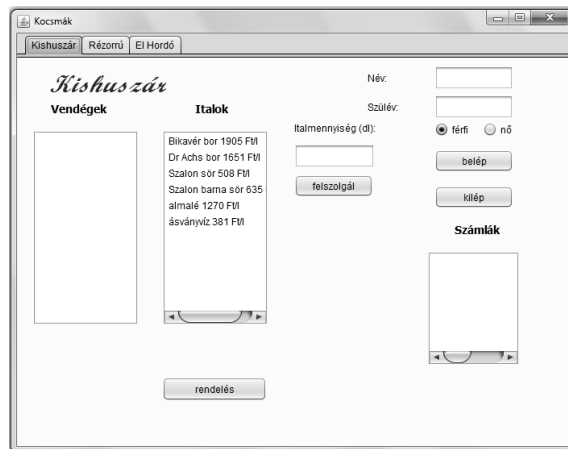 Kocsmák
Kishuszár Rézorrú El Hordó
Kishuszár
Vendégek
Italok
Bikavér bor 1905 Ft/l
Dr Achs bor 1651 Ft/l
Szalon sör 508 Ft/l
Szalon barna sör 635
almalé 1270 Ft/l
ásványvíz 381 Ft/l
rendelés
Italmennyiség (dl):
felszolgál
Név:
Szülév:
férfi nő
belép
kilép
Számlák